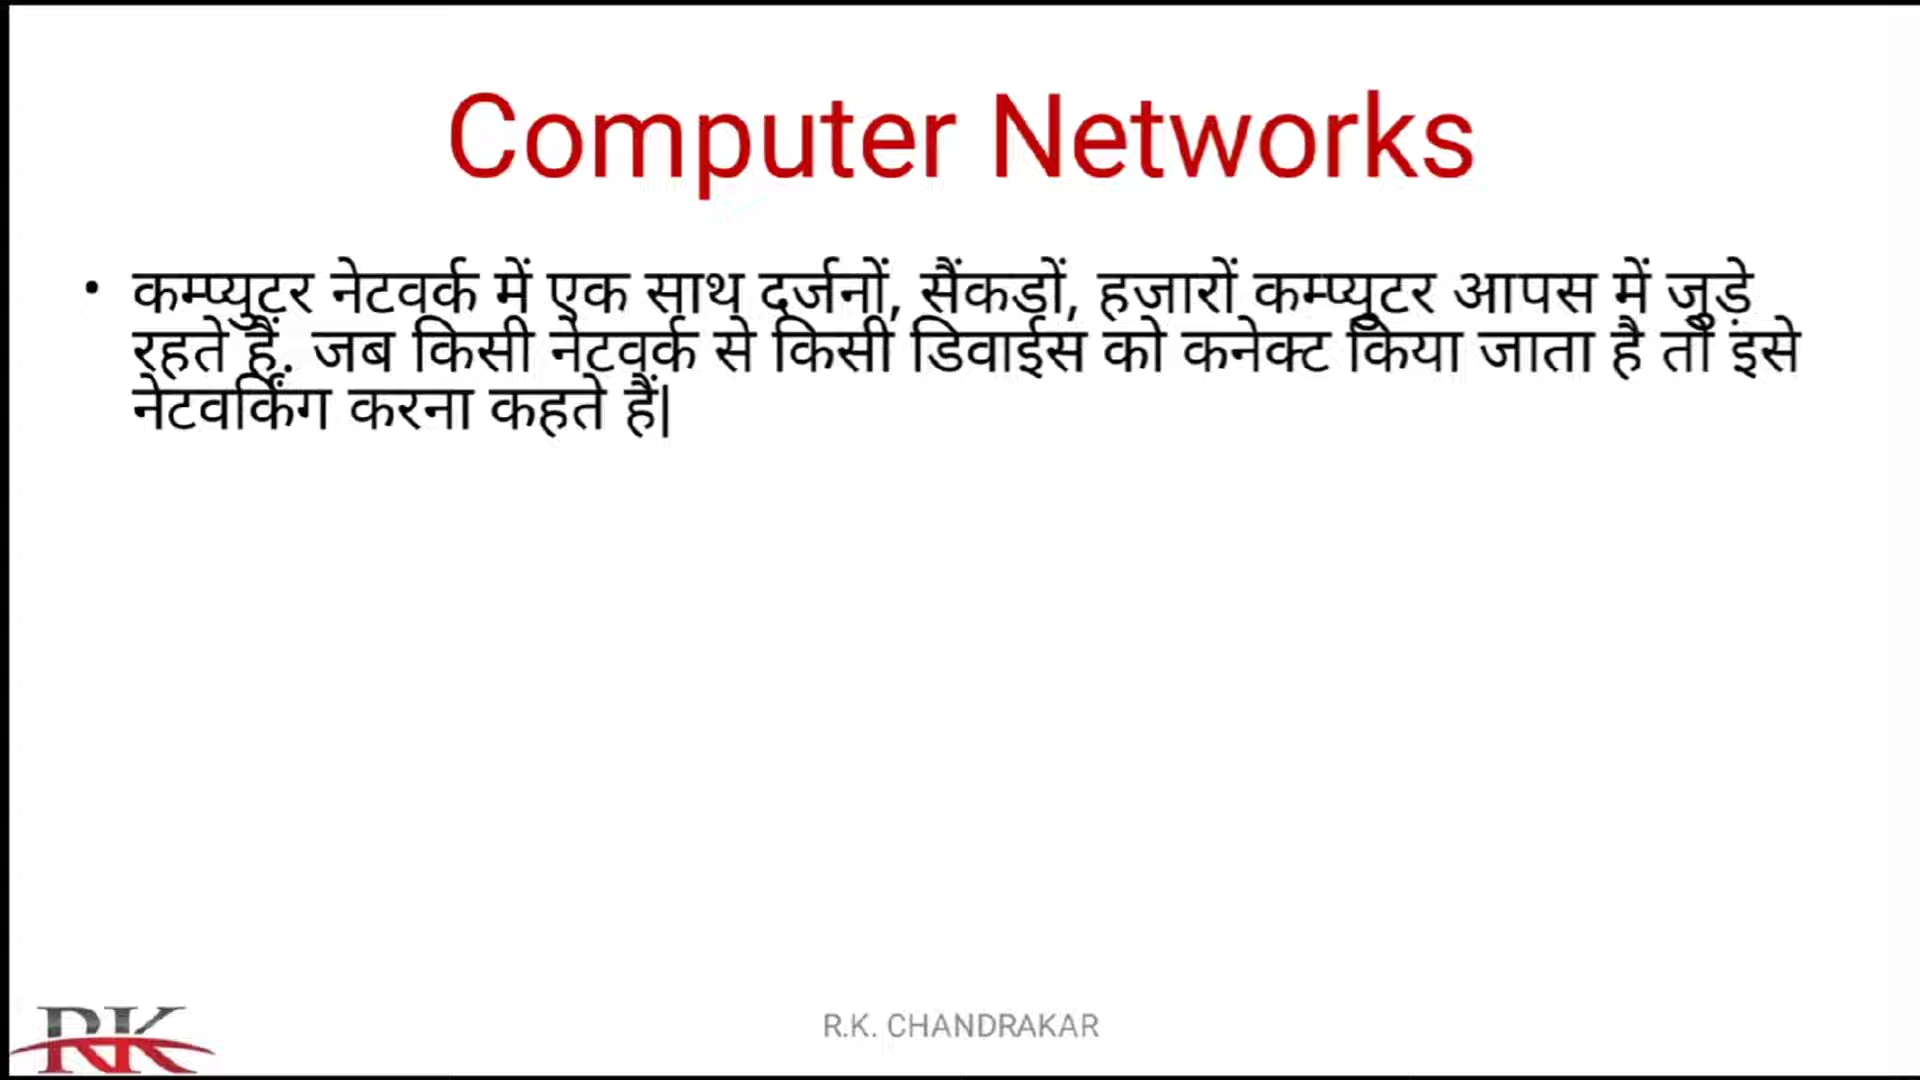 Computer Networks
• कम्प्युटर नेटवर्क में एक साथ दर्जनों, सैंकडों, हजारों कम्प्युटर आपस में जुड़े
रहते हैं. जब किसी नेटवर्क से किसी डिवाईस को कनेक्ट किया जाता है तो इसे
नेटवर्किंग करना कहते हैं|
RK
R.K. CHANDRAKAR